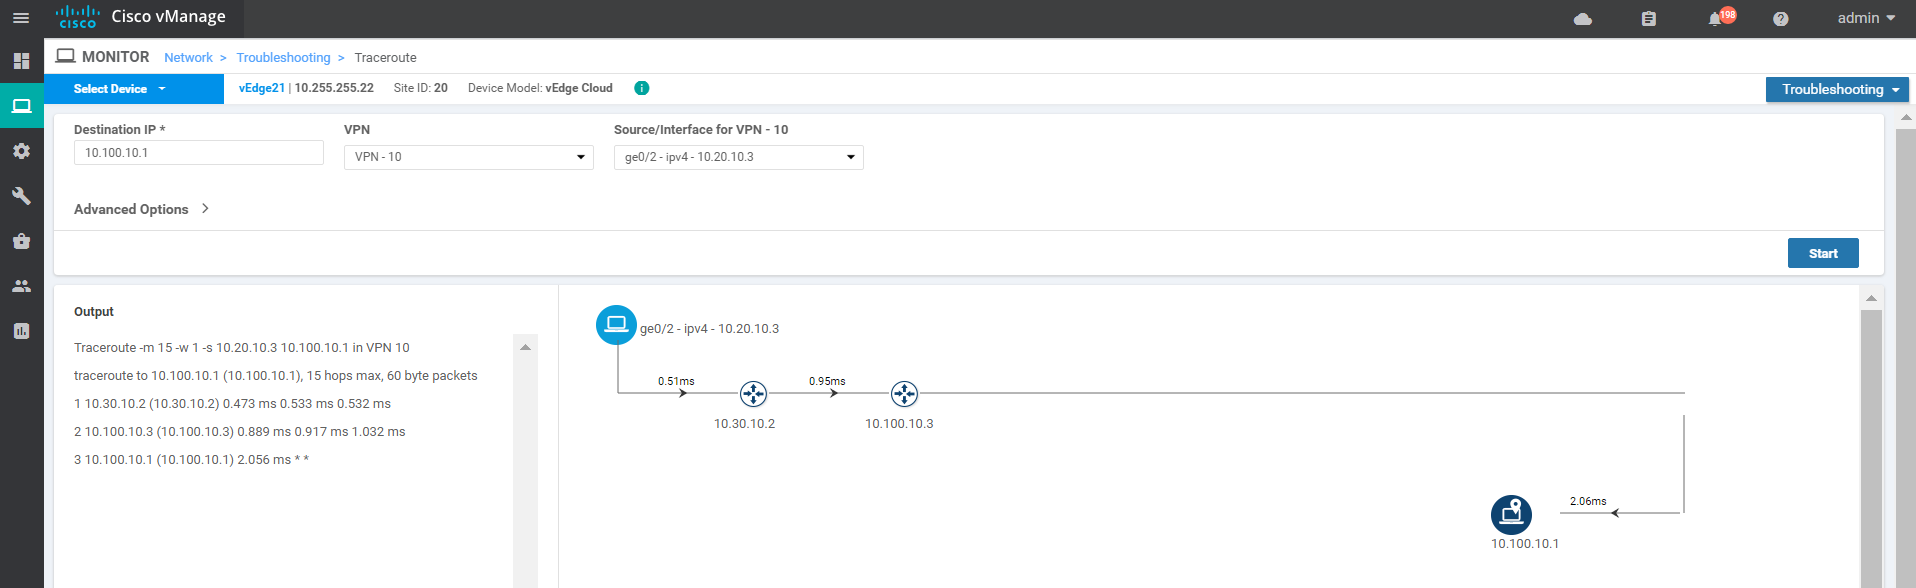 CISCO Cisco vManage 198 admin
MONITOR Network > Troubleshooting > Traceroute
Select Device vEdge21 | 10.255.255.22 Site ID: 20 Device Model: vEdge Cloud i Troubleshooting
Destination IP * VPN Source/Interface for VPN - 10
10.100.10.1 VPN - 10 ge0/2 - ipv4 - 10.20.10.3
Advanced Options >
Start
Output
Traceroute -m 15 -w 1 -s 10.20.10.3 10.100.10.1 in VPN 10
traceroute to 10.100.10.1 (10.100.10.1), 15 hops max, 60 byte packets
1 10.30.10.2 (10.30.10.2) 0.473 ms 0.533 ms 0.532 ms
2 10.100.10.3 (10.100.10.3) 0.889 ms 0.917 ms 1.032 ms
3 10.100.10.1 (10.100.10.1) 2.056 ms * *
ge0/2 - ipv4 - 10.20.10.3
0.51ms 0.95ms
10.30.10.2 10.100.10.3
2.06ms
10.100.10.1